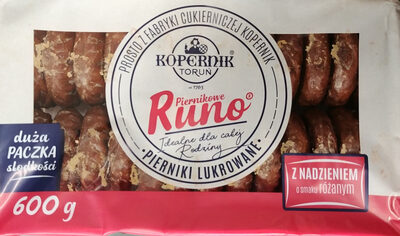 PROSTO Z FABRYKI CUKIERNICZEJ KOPERNIK
KOPERNIK
TORUŃ
1763
Piernikowe
Runo
Idealne dla całej
Rodziny
PIERNIKI LUKROWANE
duża
PACZKA
słodkości
600 g
Z NADZIENIEM
o smaku różanym